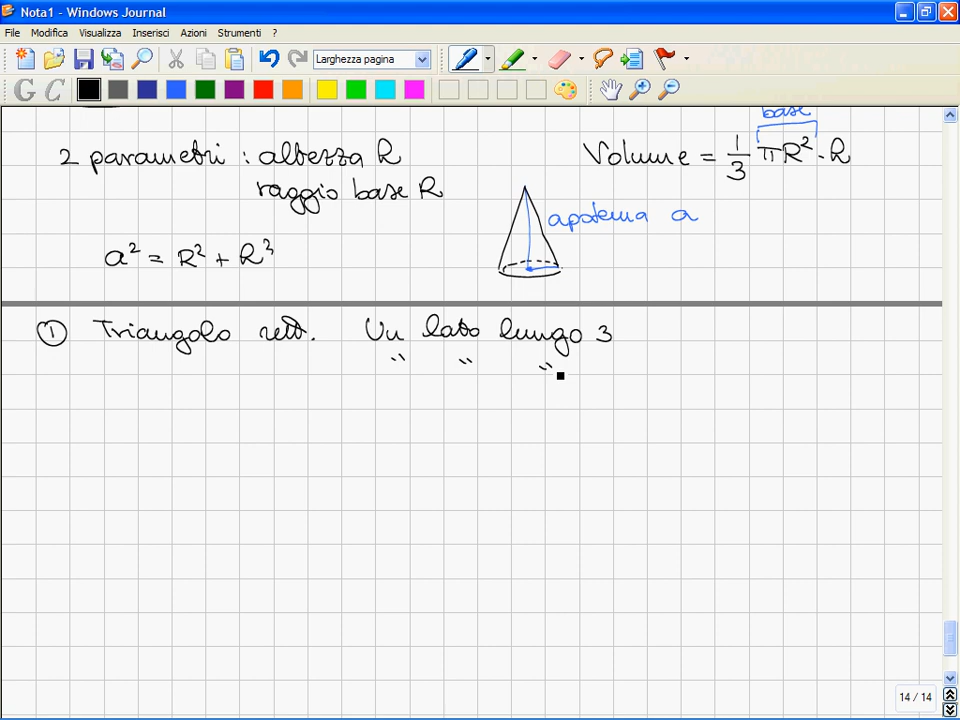 Nota1 - Windows Journal
File Modifica Visualizza Inserisci Azioni Strumenti ?
Larghezza pagina
G C
base
2 parametri : altezza h
raggio base R
Volume = 1/3 πR² · h
apotema a
a² = R² + h²
① Triangolo rett. Un lato lungo 3
" " "
14 / 14